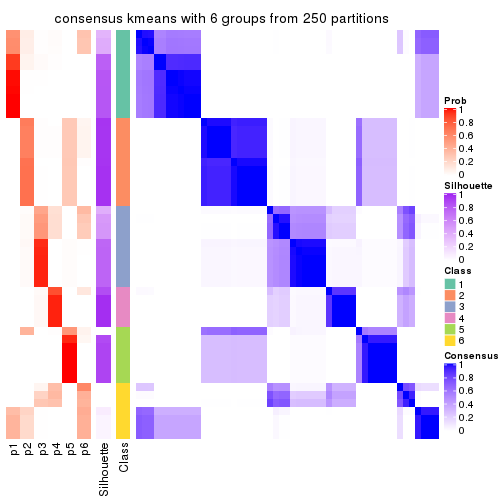 consensus kmeans with 6 groups from 250 partitions
Prob
1
0.8
0.6
0.4
0.2
0
Silhouette
1
0.8
0.6
0.4
0.2
0
Class
1
2
3
4
5
6
Consensus
1
0.8
0.6
0.4
0.2
0
p1
p2
p3
p4
p5
p6
Silhouette
Class